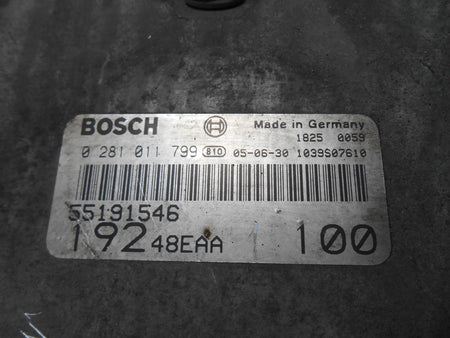 BOSCH Made in Germany
1825 0059
0 281 011 799 810 05-06-30 1039S07610
55191546
192 48EAA 100